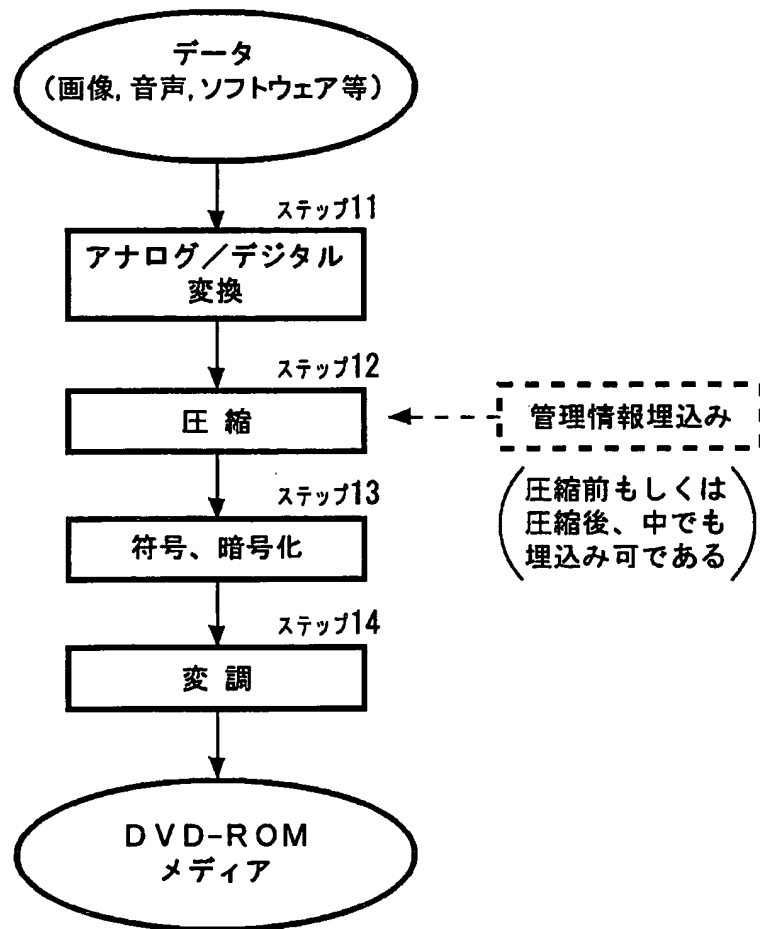 データ
(画像,音声,ソフトウェア等)
ステップ11
アナログ/デジタル
変換
ステップ12
圧縮
管理情報埋込み
(圧縮前もしくは
圧縮後、中でも
埋込み可である)
ステップ13
符号、暗号化
ステップ14
変調
DVD-ROM
メディア